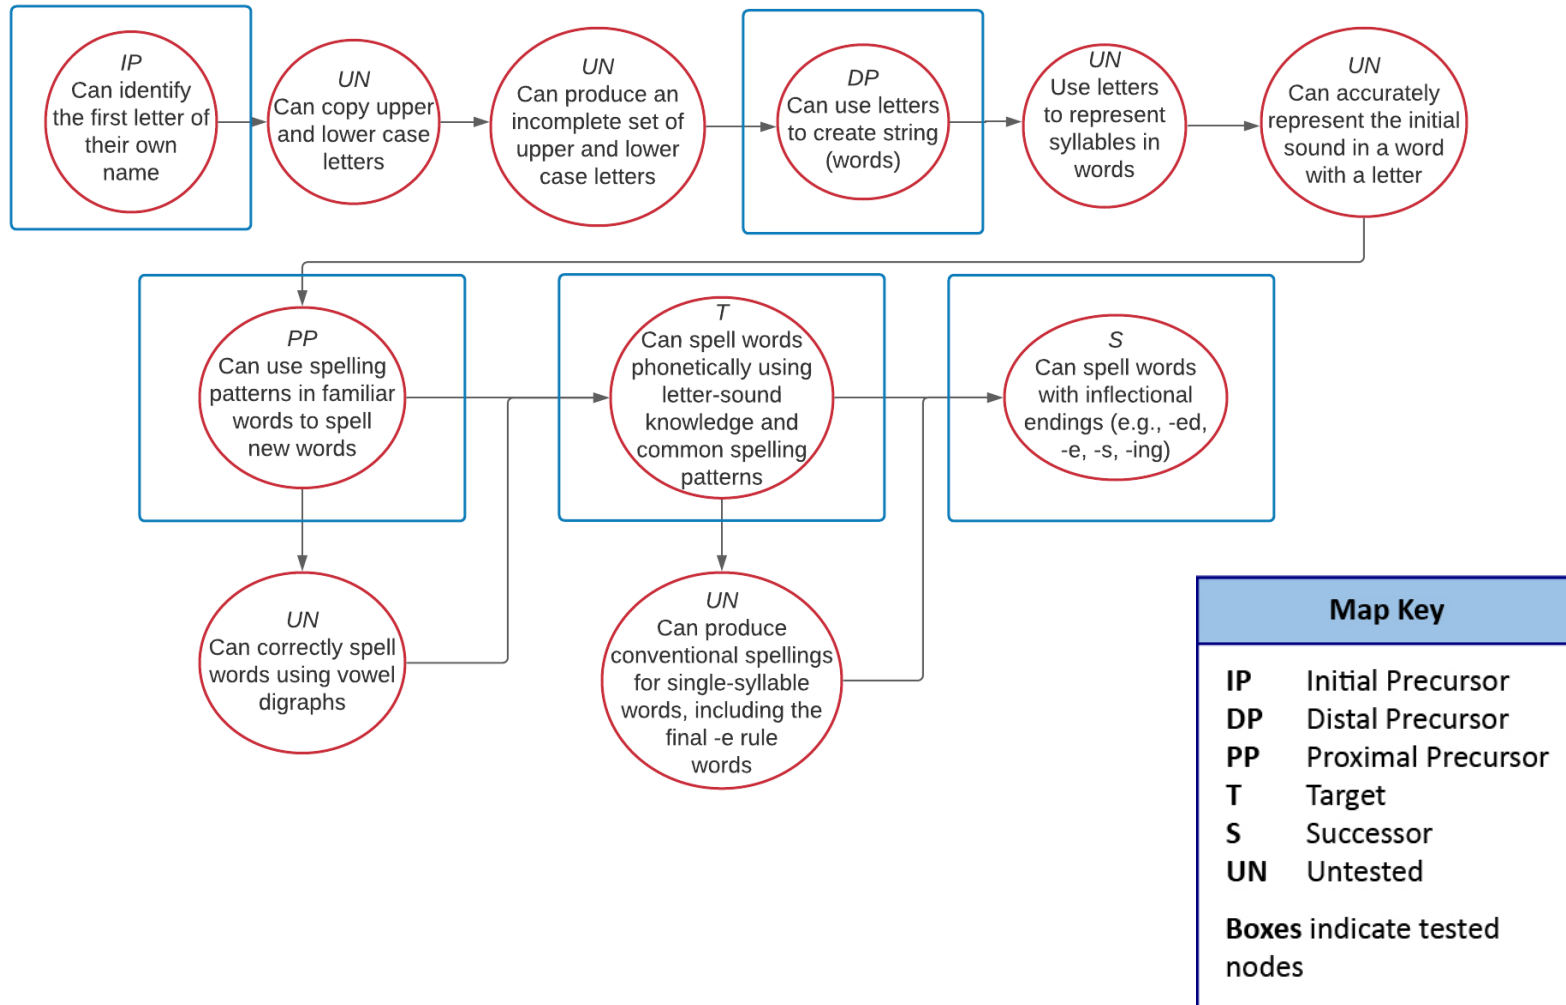 IP
Can identify
the first letter of
their own
name
UN
Can copy upper
and lower case
letters
UN
Can produce an
incomplete set of
upper and lower
case letters
DP
Can use letters
to create string
(words)
UN
Use letters
to represent
syllables in
words
UN
Can accurately
represent the initial
sound in a word
with a letter
PP
Can use spelling
patterns in familiar
words to spell
new words
T
Can spell words
phonetically using
letter-sound
knowledge and
common spelling
patterns
S
Can spell words
with inflectional
endings (e.g., -ed,
-e, -s, -ing)
UN
Can correctly spell
words using vowel
digraphs
UN
Can produce
conventional spellings
for single-syllable
words, including the
final -e rule
words
Map Key
IP Initial Precursor
DP Distal Precursor
PP Proximal Precursor
T Target
S Successor
UN Untested
Boxes indicate tested
nodes